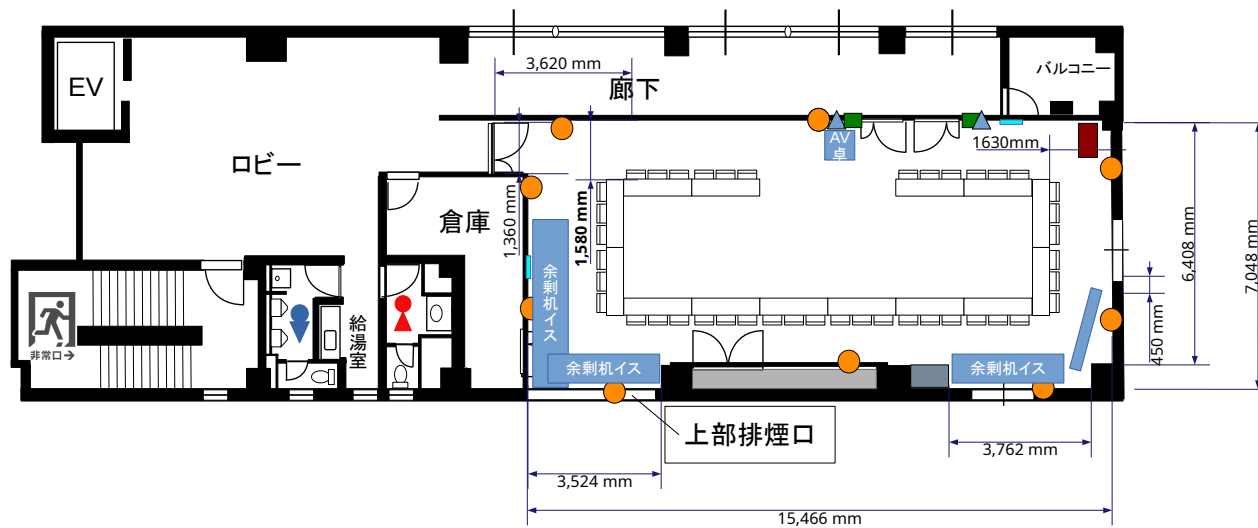 EV
3,620 mm
廊下
バルコニー
AV
卓
1630mm
ロビー
倉庫
1,360 mm
1,580 mm
6,408 mm
7,048 mm
余剰机イス
450 mm
給湯室
非常口→
余剰机イス
余剰机イス
上部排煙口
3,762 mm
3,524 mm
15,466 mm